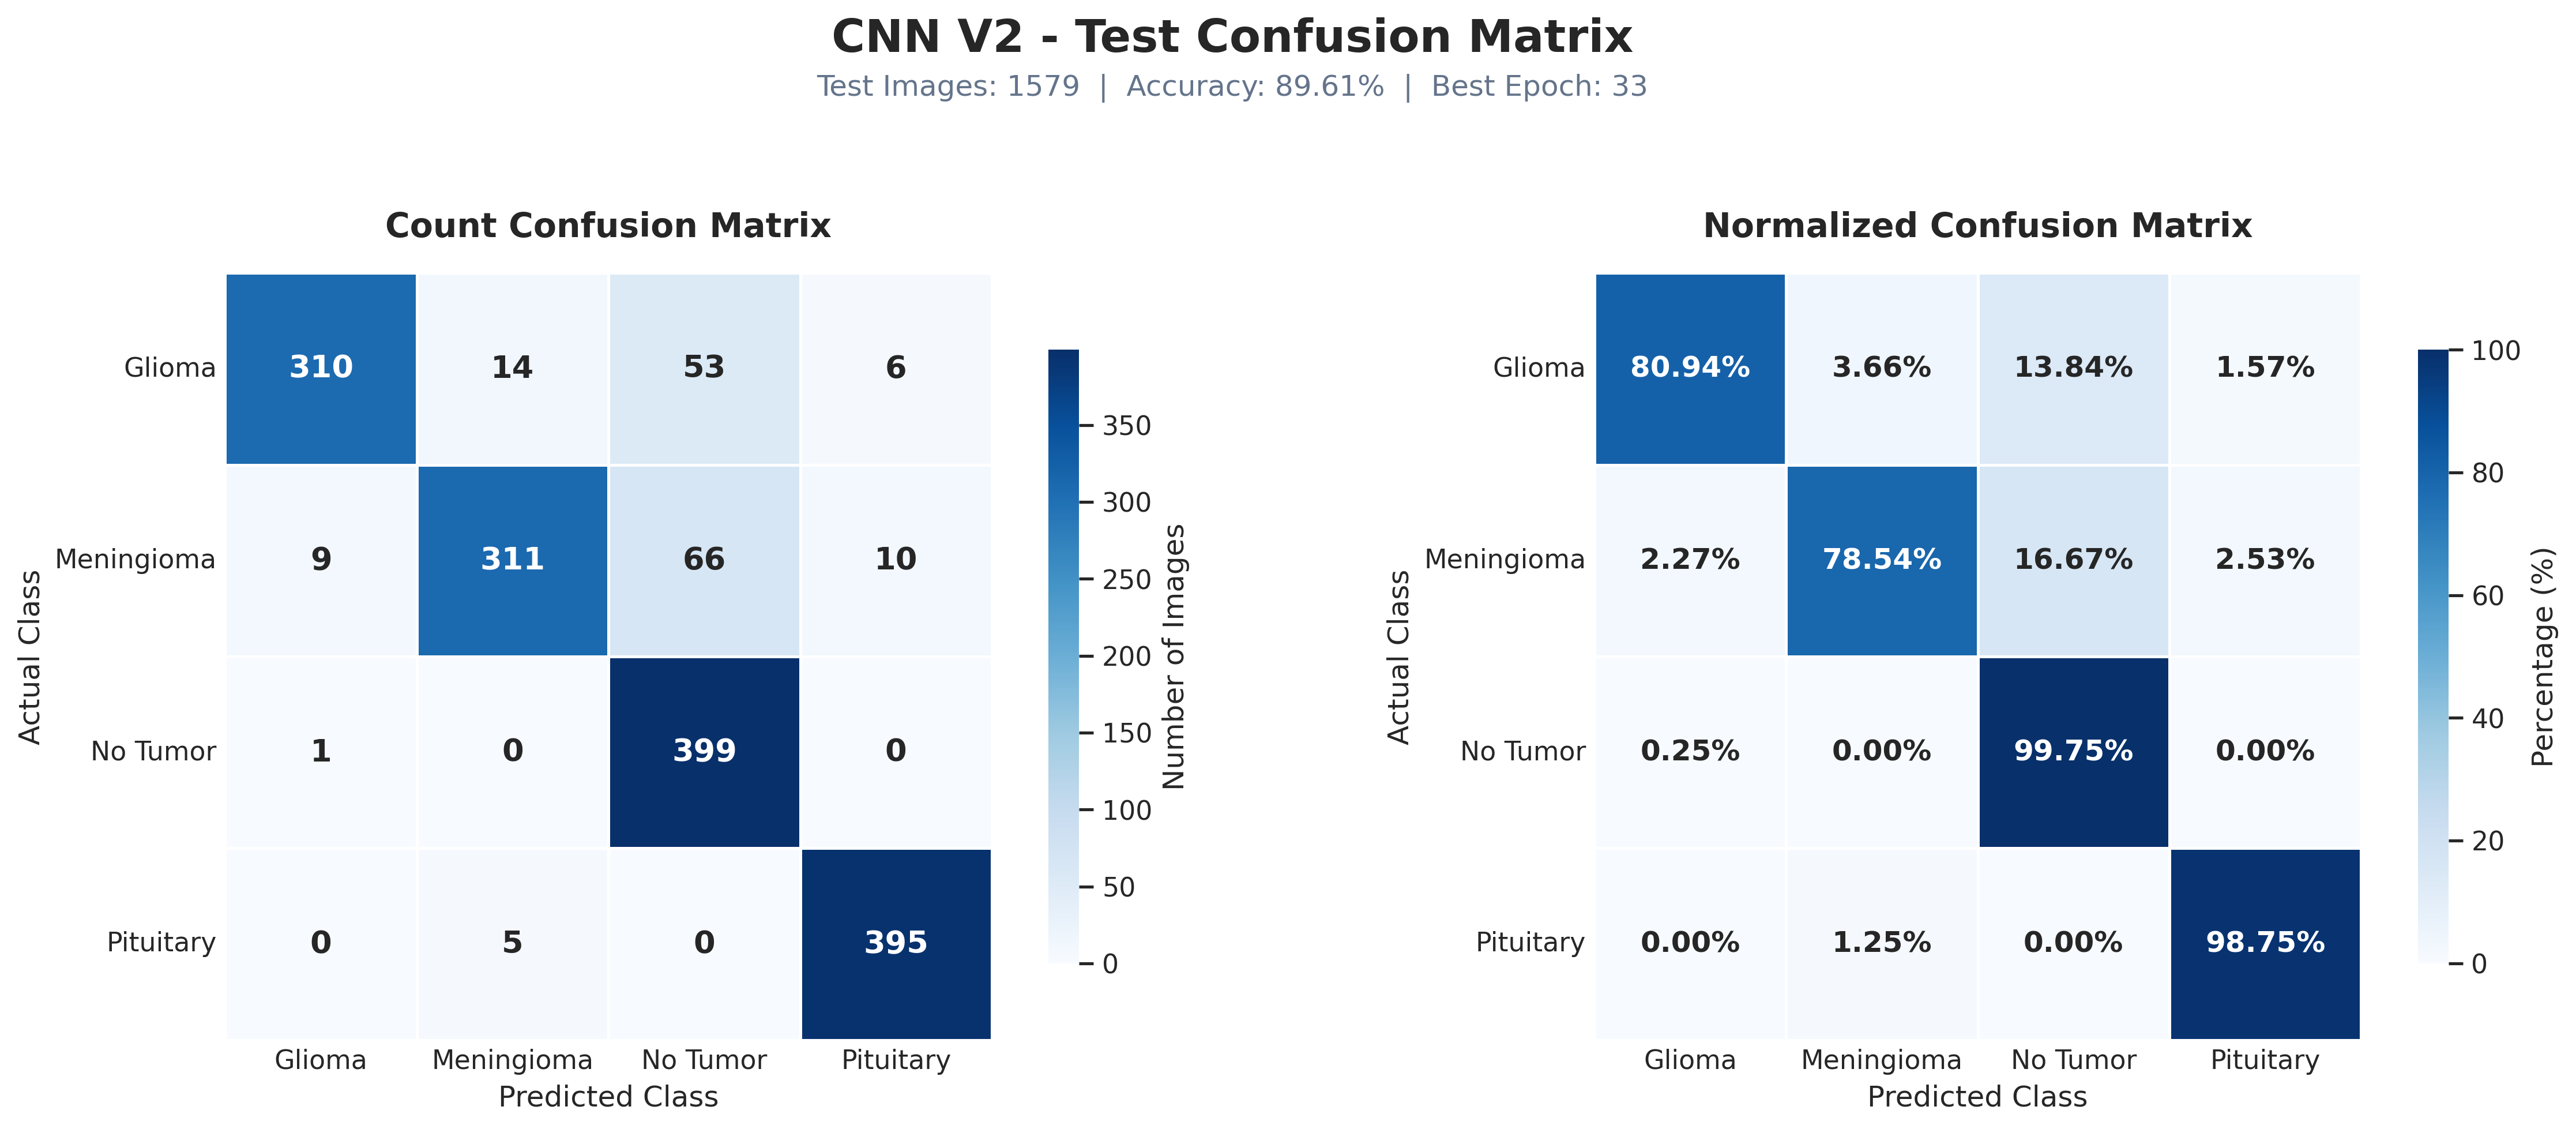 CNN V2 - Test Confusion Matrix
Test Images: 1579 | Accuracy: 89.61% | Best Epoch: 33
Count Confusion Matrix
Actual Class
Glioma 310 14 53 6
Meningioma 9 311 66 10
No Tumor 1 0 399 0
Pituitary 0 5 0 395
Glioma Meningioma No Tumor Pituitary
Predicted Class
350
300
250
200
150
100
50
0
Number of Images
Normalized Confusion Matrix
Actual Class
Glioma 80.94% 3.66% 13.84% 1.57%
Meningioma 2.27% 78.54% 16.67% 2.53%
No Tumor 0.25% 0.00% 99.75% 0.00%
Pituitary 0.00% 1.25% 0.00% 98.75%
Glioma Meningioma No Tumor Pituitary
Predicted Class
100
80
60
40
20
0
Percentage (%)